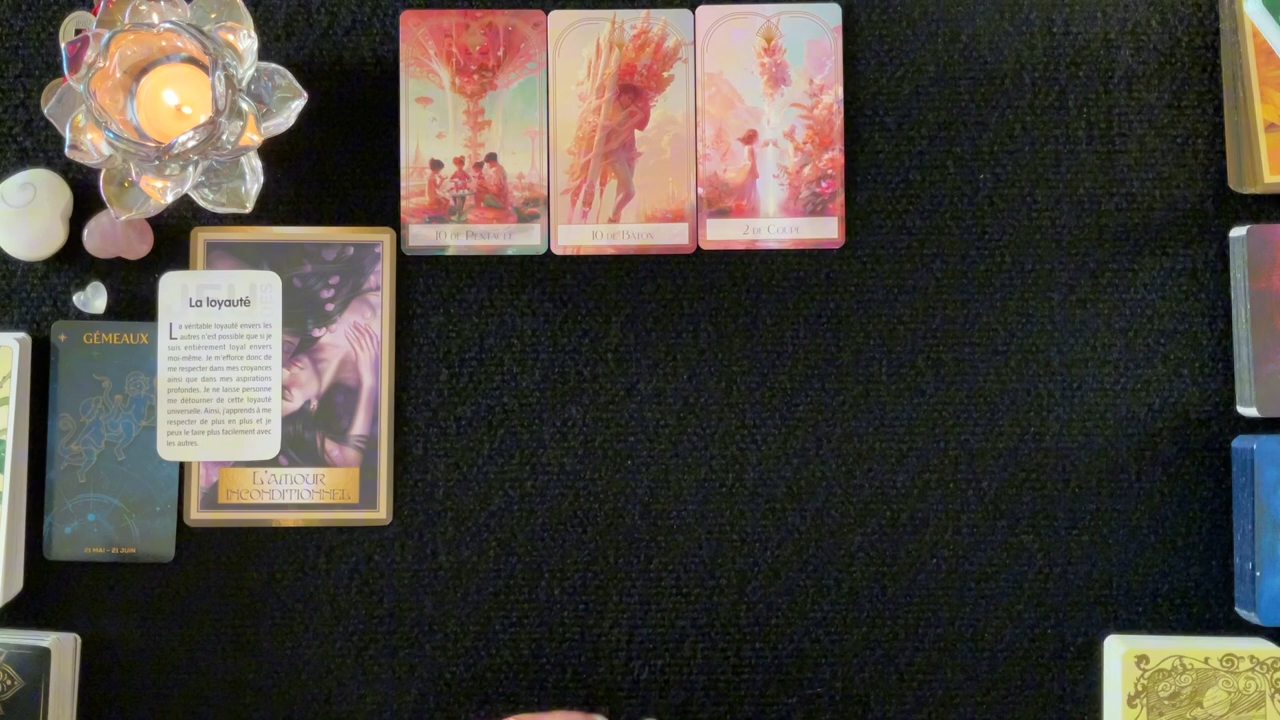 10 de Pentacle
10 de Bâton
2 de Coupe
La loyauté
La véritable loyauté envers les
autres n'est possible que si je
suis entièrement loyal envers
moi-même. Je m'efforce donc de
me respecter dans mes croyances
ainsi que dans mes aspirations
profondes. Je ne laisse personne
me détourner de cette loyauté
universelle. Ainsi, j'apprends à me
respecter de plus en plus et je
peux le faire plus facilement avec
les autres.
GÉMEAUX
21 MAI - 21 JUIN
L'AMOUR
INCONDITIONNEL